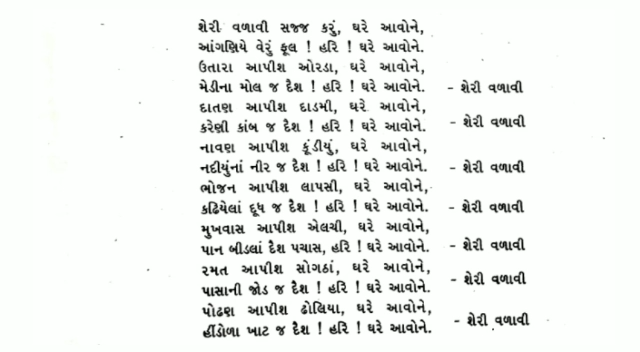 શેરી વળાવી સજ્જ કરું, ઘરે આવોને,
આંગણિયે વેરું ફૂલ ! હરિ ! ઘરે આવોને.
ઉતારા આપીશ ઓરડા, ઘરે આવોને,
મેડીના મોલ જ દૈશ ! હરિ ! ઘરે આવોને. - શેરી વળાવી
દાતણ આપીશ દાડમી, ઘરે આવોને,
કરેણી કાંબ જ દૈશ ! હરિ ! ઘરે આવોને. - શેરી વળાવી
નાવણ આપીશ કૂંડીયું, ઘરે આવોને,
નદીયુંનાં નીર જ દૈશ ! હરિ ! ઘરે આવોને. - શેરી વળાવી
ભોજન આપીશ લાપસી, ઘરે આવોને,
કઢિયેલાં દૂધ જ દૈશ ! હરિ ! ઘરે આવોને. - શેરી વળાવી
મુખવાસ આપીશ એલચી, ઘરે આવોને,
પાન બીડલાં દૈશ પચાસ, હરિ ! ઘરે આવોને. - શેરી વળાવી
રમત આપીશ સોગઠાં, ઘરે આવોને,
પાસાની જોડ જ દૈશ ! હરિ ! ઘરે આવોને. - શેરી વળાવી
પોઢણ આપીશ ઢોલિયા, ઘરે આવોને,
હીંડોળા ખાટ જ દૈશ ! હરિ ! ઘરે આવોને. - શેરી વળાવી